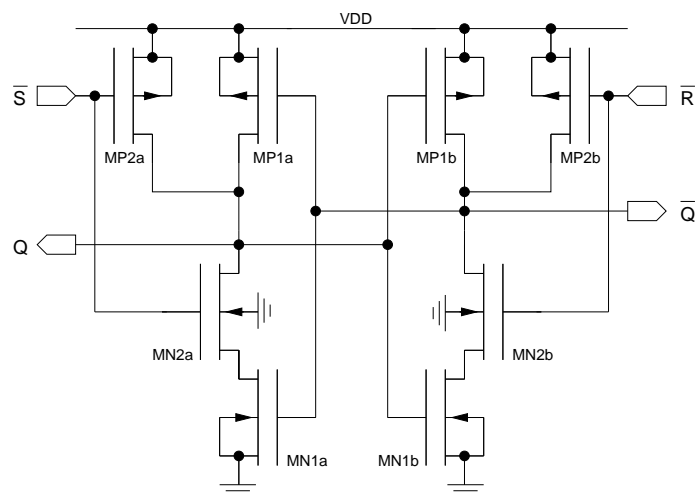 VDD
S̅
R̅
MP2a
MP1a
MP1b
MP2b
Q̅
Q
MN2a
MN2b
MN1a
MN1b